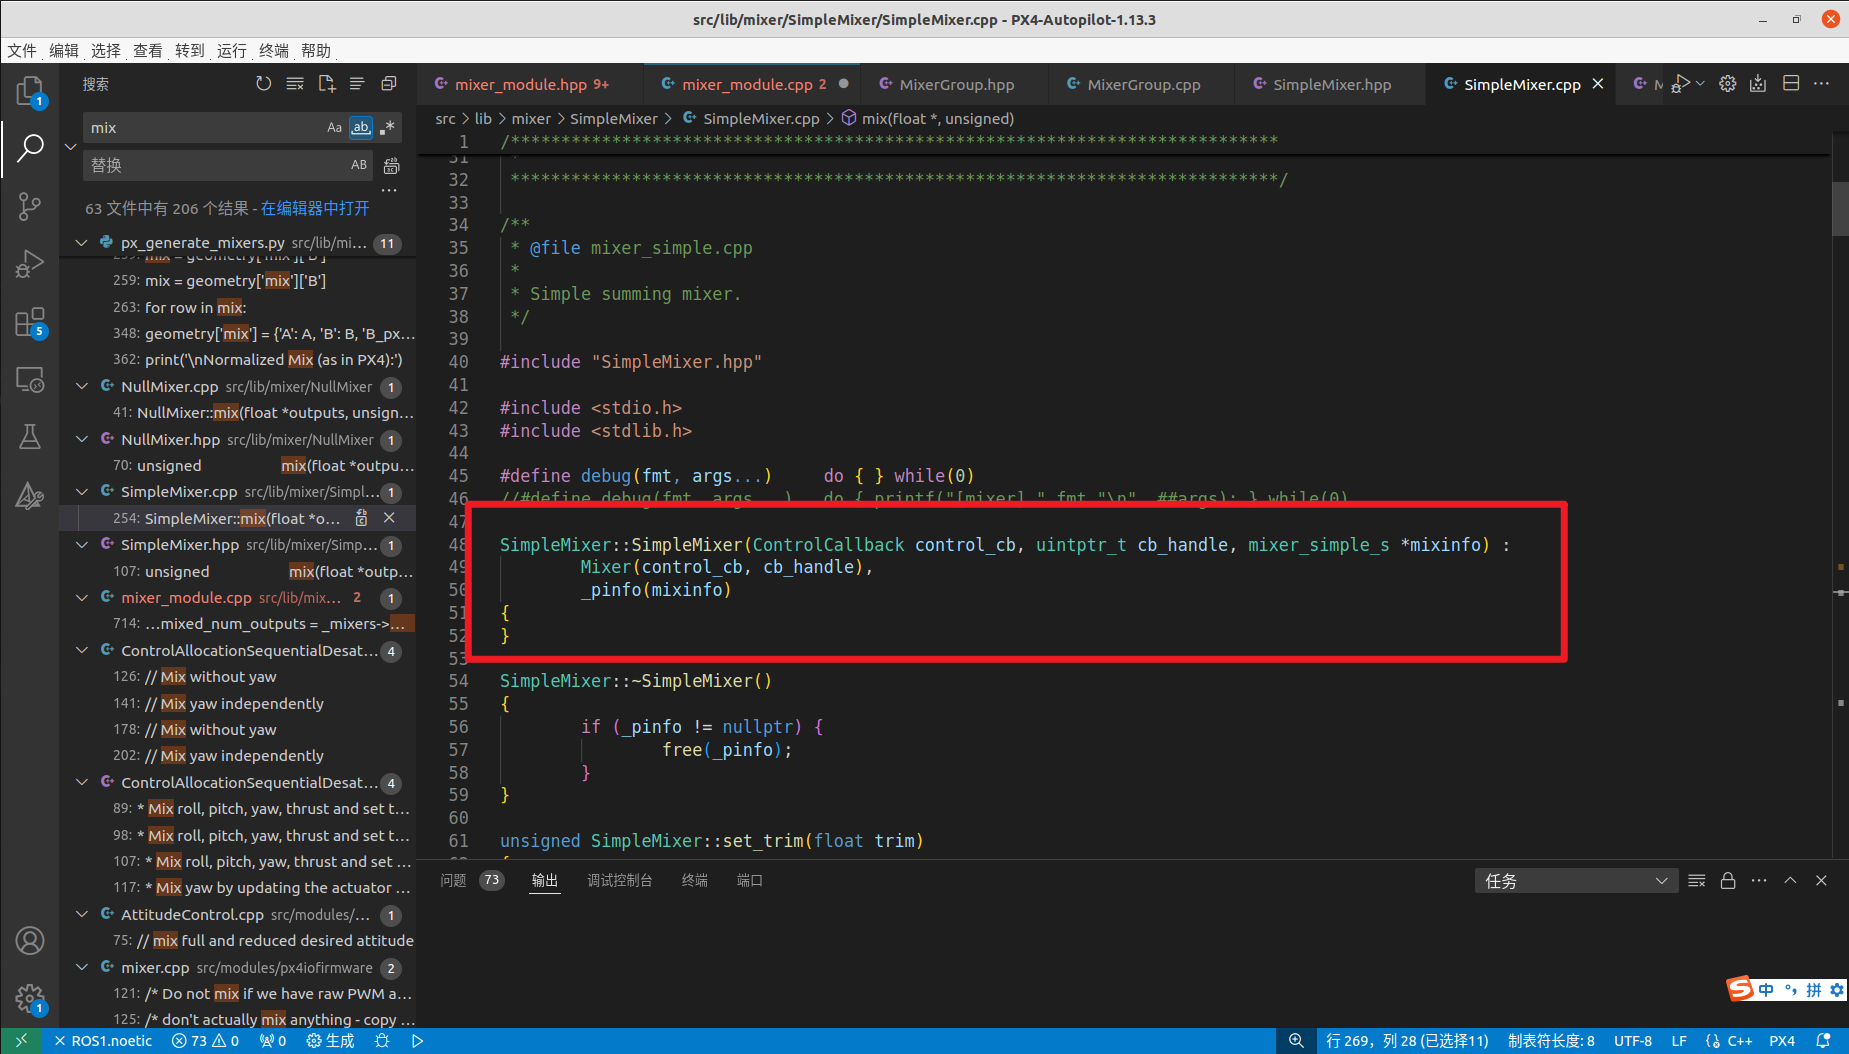 src/lib/mixer/SimpleMixer/SimpleMixer.cpp - PX4-Autopilot-1.13.3
文件 编辑 选择 查看 转到 运行 终端 帮助
搜索
mix
Aa ab .*
替换
AB
63 文件中有 206 个结果 - 在编辑器中打开
px_generate_mixers.py src/lib/mi... 11
259: mix = geometry['mix']['B']
263: for row in mix:
348: geometry['mix'] = {'A': A, 'B': B, 'B_px...
362: print('\nNormalized Mix (as in PX4):')
NullMixer.cpp src/lib/mixer/NullMixer 1
41: NullMixer::mix(float *outputs, unsign...
NullMixer.hpp src/lib/mixer/NullMixer 1
70: unsigned mix(float *outpu...
SimpleMixer.cpp src/lib/mixer/Simpl... 1
254: SimpleMixer::mix(float *o...
SimpleMixer.hpp src/lib/mixer/Simp... 1
107: unsigned mix(float *outp...
mixer_module.cpp src/lib/mix... 2 1
714: ...mixed_num_outputs = _mixers->...
ControlAllocationSequentialDesat... 4
126: // Mix without yaw
141: // Mix yaw independently
178: // Mix without yaw
202: // Mix yaw independently
ControlAllocationSequentialDesat... 4
89: * Mix roll, pitch, yaw, thrust and set t...
98: * Mix roll, pitch, yaw, thrust and set t...
107: * Mix roll, pitch, yaw, thrust and set ...
117: * Mix yaw by updating the actuator ...
AttitudeControl.cpp src/modules/... 1
75: // mix full and reduced desired attitude
mixer.cpp src/modules/px4iofirmware 2
121: /* Do not mix if we have raw PWM a...
125: /* don't actually mix anything - copy ...
1
5
1
mixer_module.hpp 9+ mixer_module.cpp 2 MixerGroup.hpp MixerGroup.cpp SimpleMixer.hpp SimpleMixer.cpp M
src > lib > mixer > SimpleMixer > SimpleMixer.cpp > mix(float *, unsigned)
1 /****************************************************************************
31
32 ****************************************************************************/
33
34 /**
35 * @file mixer_simple.cpp
36 *
37 * Simple summing mixer.
38 */
39
40 #include "SimpleMixer.hpp"
41
42 #include <stdio.h>
43 #include <stdlib.h>
44
45 #define debug(fmt, args...) do { } while(0)
46 //#define debug(fmt, args...) do { printf("[mixer] " fmt "\n", ##args); } while(0)
47
48 SimpleMixer::SimpleMixer(ControlCallback control_cb, uintptr_t cb_handle, mixer_simple_s *mixinfo) :
49 Mixer(control_cb, cb_handle),
50 _pinfo(mixinfo)
51 {
52 }
53
54 SimpleMixer::~SimpleMixer()
55 {
56 if (_pinfo != nullptr) {
57 free(_pinfo);
58 }
59 }
60
61 unsigned SimpleMixer::set_trim(float trim)
问题 73 输出 调试控制台 终端 端口
任务
中 °, 拼
ROS1.noetic 73 0 0 生成
行 269，列 28 (已选择11) 制表符长度: 8 UTF-8 LF {} C++ PX4